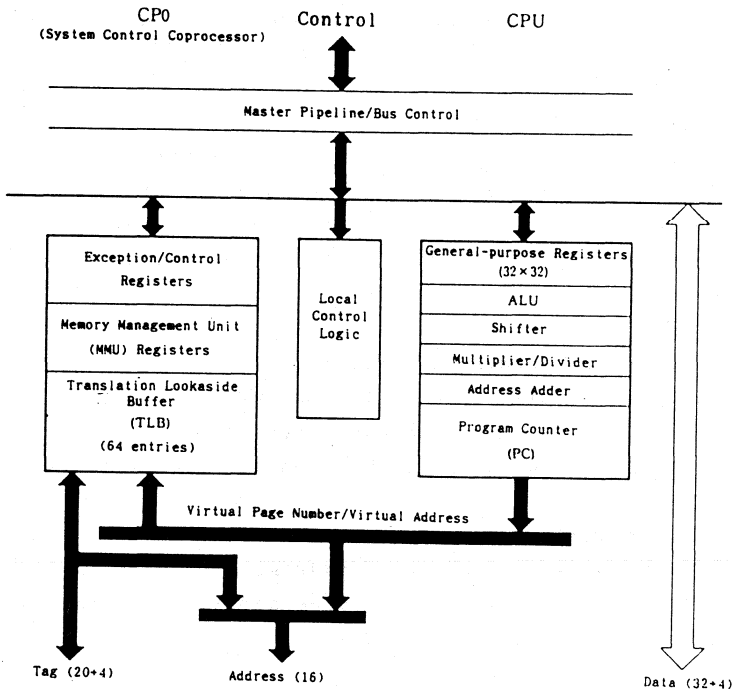 CP0
(System Control Coprocessor)
Control
CPU
Master Pipeline/Bus Control
Exception/Control
Registers
Memory Management Unit
(MMU) Registers
Translation Lookaside
Buffer
(TLB)
(64 entries)
Local
Control
Logic
General-purpose Registers
(32×32)
ALU
Shifter
Multiplier/Divider
Address Adder
Program Counter
(PC)
Virtual Page Number/Virtual Address
Tag (20+4)
Address (16)
Data (32+4)